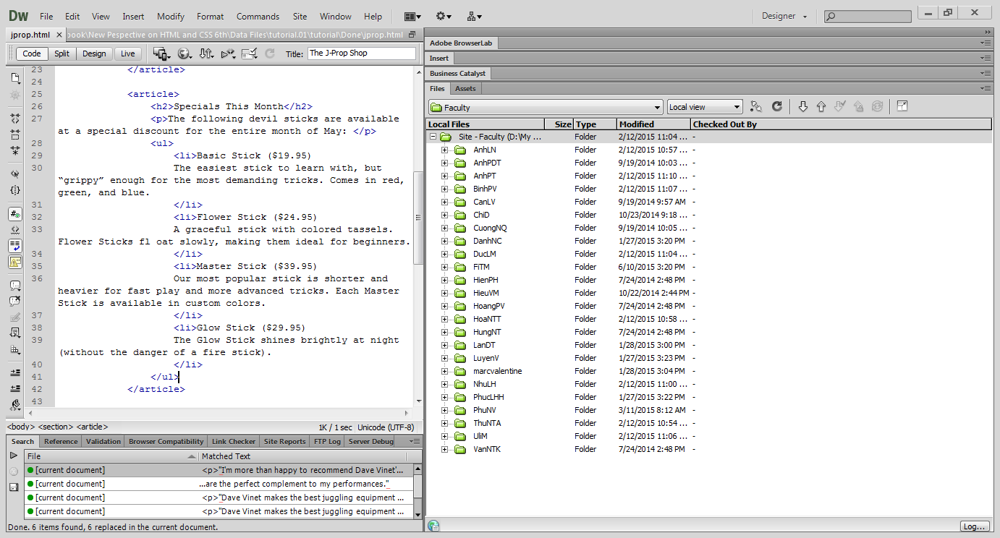 Dw File Edit View Insert Modify Format Commands Site Window Help Designer
jprop.html book\New Pespective on HTML and CSS 6th\Data Files\tutorial.01\tutorial\Done\jprop.html
Code Split Design Live Title: The J-Prop Shop
23 </article>
24
25 <article>
26 <h2>Specials This Month</h2>
27 <p>The following devil sticks are available
at a special discount for the entire month of May: </p>
28 <ul>
29 <li>Basic Stick ($19.95)
30 The easiest stick to learn with, but
“grippy” enough for the most demanding tricks. Comes in red,
green, and blue.
31 </li>
32 <li>Flower Stick ($24.95)
33 A graceful stick with colored tassels.
Flower Sticks fl oat slowly, making them ideal for beginners.
34 </li>
35 <li>Master Stick ($39.95)
36 Our most popular stick is shorter and
heavier for fast play and more advanced tricks. Each Master
Stick is available in custom colors.
37 </li>
38 <li>Glow Stick ($29.95)
39 The Glow Stick shines brightly at night
(without the danger of a fire stick).
40 </li>
41 </ul>
42 </article>
43
<body> <section> <article> 1K / 1 sec Unicode (UTF-8)
Search Reference Validation Browser Compatibility Link Checker Site Reports FTP Log Server Debug
File Matched Text
[current document] <p>"I'm more than happy to recommend Dave Vinet'...
[current document] ...are the perfect complement to my performances."
[current document] <p>"Dave Vinet makes the best juggling equipment ...
[current document] <p>"Dave Vinet makes the best juggling equipment ...
Done. 6 items found, 6 replaced in the current document.
Adobe BrowserLab
Insert
Business Catalyst
Files Assets
Faculty Local view
Local Files Size Type Modified Checked Out By
Site - Faculty (D:\My ... Folder 2/12/2015 11:04 ... -
AnhLN Folder 2/12/2015 10:57 ... -
AnhPDT Folder 9/19/2014 10:03 ... -
AnhPT Folder 2/12/2015 11:10 ... -
BinhPV Folder 2/12/2015 11:07 ... -
CanLV Folder 9/19/2014 9:57 AM -
ChiD Folder 10/23/2014 9:18 ... -
CuongNQ Folder 9/19/2014 10:05 ... -
DanhNC Folder 1/27/2015 3:20 PM -
DucLM Folder 2/12/2015 11:04 ... -
FiTM Folder 6/10/2015 3:20 PM -
HienPH Folder 7/24/2014 2:48 PM -
HieuVM Folder 10/22/2014 2:44 PM -
HoangPV Folder 7/24/2014 2:48 PM -
HoaNTT Folder 2/12/2015 10:58 ... -
HungNT Folder 7/24/2014 2:48 PM -
LanDT Folder 1/28/2015 3:00 PM -
LuyenV Folder 1/27/2015 3:23 PM -
marcvalentine Folder 1/28/2015 3:04 PM -
NhuLH Folder 2/12/2015 11:00 ... -
PhucLHH Folder 1/27/2015 3:22 PM -
PhuNV Folder 3/11/2015 8:12 AM -
ThuNTA Folder 2/12/2015 10:54 ... -
UliM Folder 2/12/2015 11:06 ... -
VanNTK Folder 7/24/2014 2:48 PM -
Log...